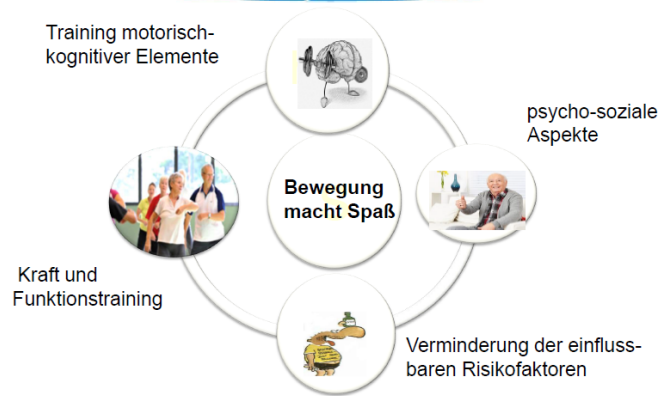 Training motorisch-
kognitiver Elemente
psycho-soziale
Aspekte
Bewegung
macht Spaß
Kraft und
Funktionstraining
Verminderung der einfluss-
baren Risikofaktoren